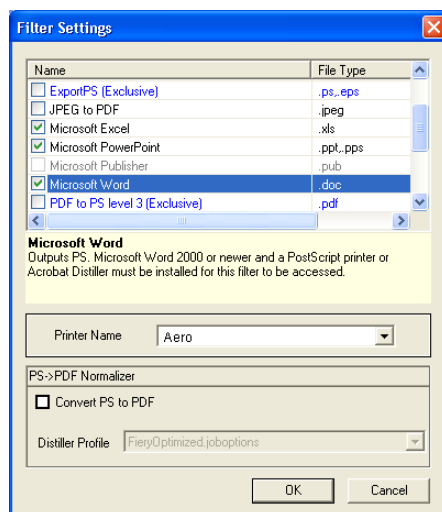 Filter Settings
Name File Type
ExportPS (Exclusive) .ps,.eps
JPEG to PDF .jpeg
Microsoft Excel .xls
Microsoft PowerPoint .ppt,.pps
Microsoft Publisher .pub
Microsoft Word .doc
PDF to PS level 3 (Exclusive) .pdf
Microsoft Word
Outputs PS. Microsoft Word 2000 or newer and a PostScript printer or
Acrobat Distiller must be installed for this filter to be accessed.
Printer Name Aero
PS->PDF Normalizer
Convert PS to PDF
Distiller Profile FieryOptimized.joboptions
OK Cancel